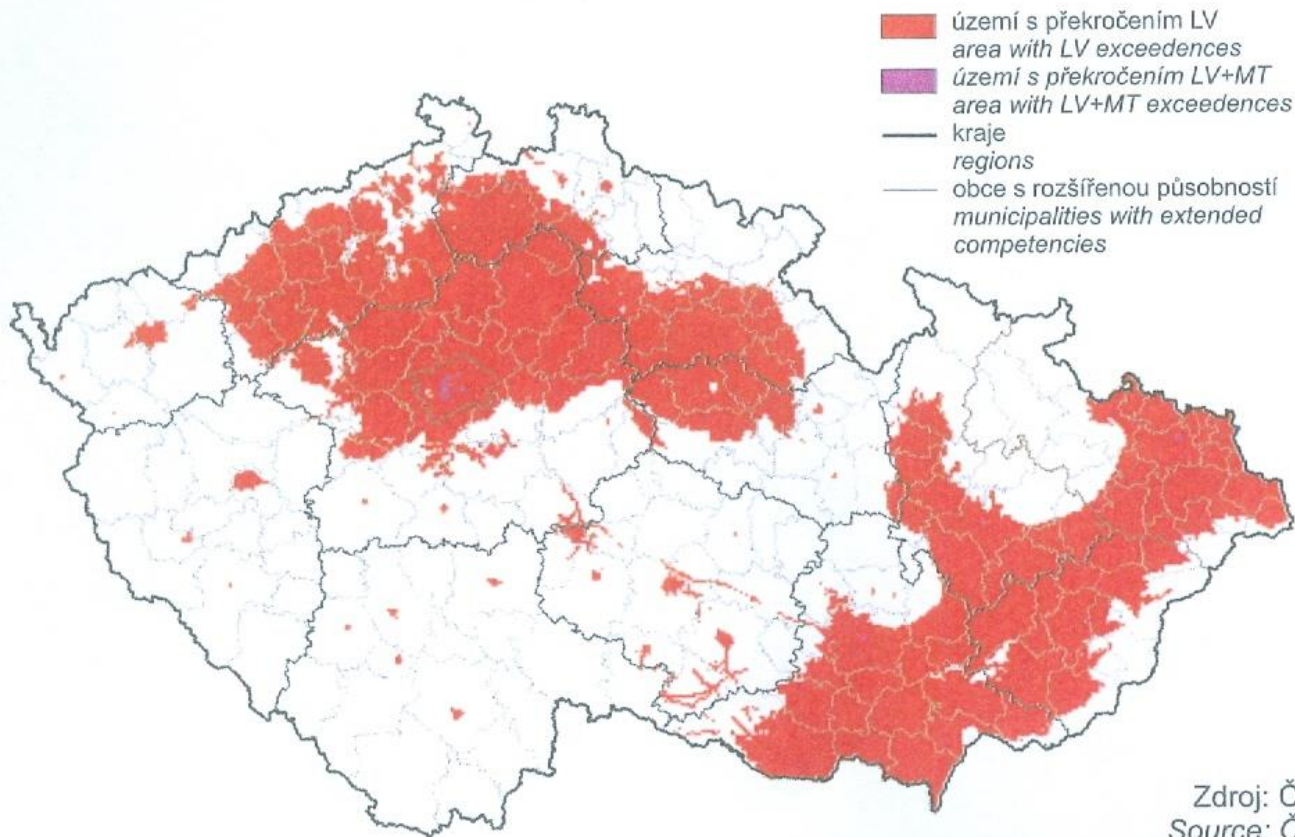 území s překročením LV
area with LV exceedences
území s překročením LV+MT
area with LV+MT exceedences
kraje
regions
obce s rozšířenou působností
municipalities with extended
competencies
Zdroj: Č
Source: Č